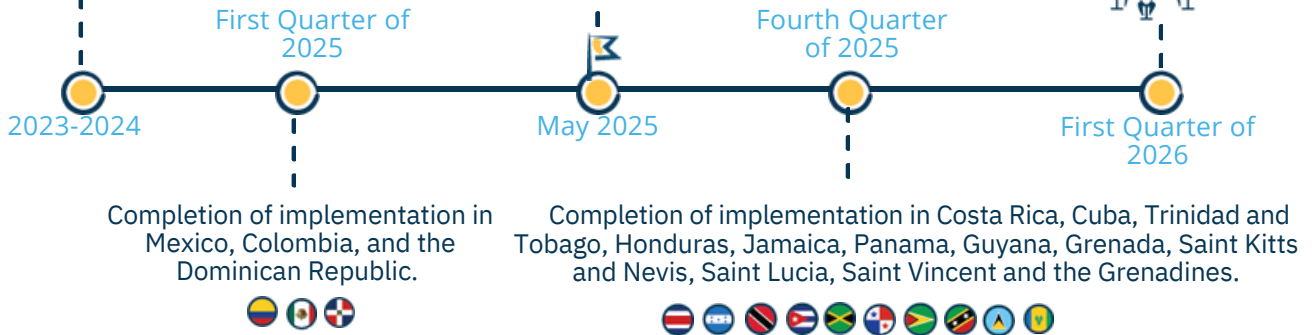 First Quarter of
2025
Fourth Quarter
of 2025
2023-2024
May 2025
First Quarter of
2026
Completion of implementation in
Mexico, Colombia, and the
Dominican Republic.
Completion of implementation in Costa Rica, Cuba, Trinidad and
Tobago, Honduras, Jamaica, Panama, Guyana, Grenada, Saint Kitts
and Nevis, Saint Lucia, Saint Vincent and the Grenadines.